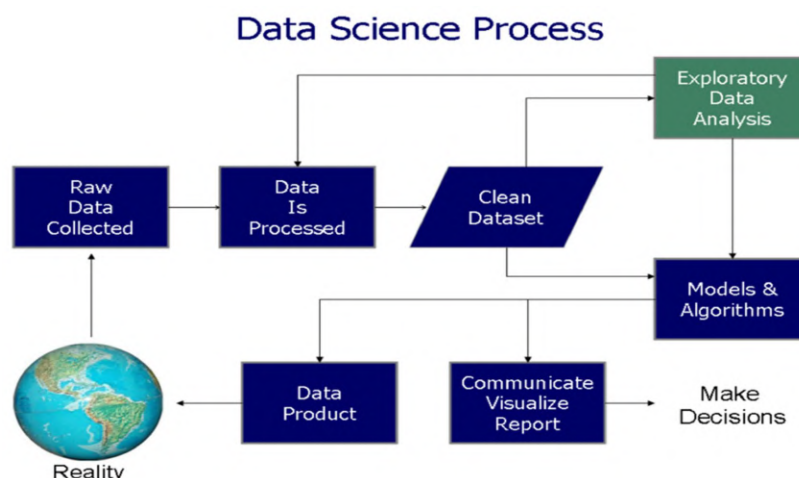 Data Science Process
Exploratory
Data
Analysis
Raw
Data
Collected
Data
Is
Processed
Clean
Dataset
Models &
Algorithms
Data
Product
Communicate
Visualize
Report
Make
Decisions
Reality